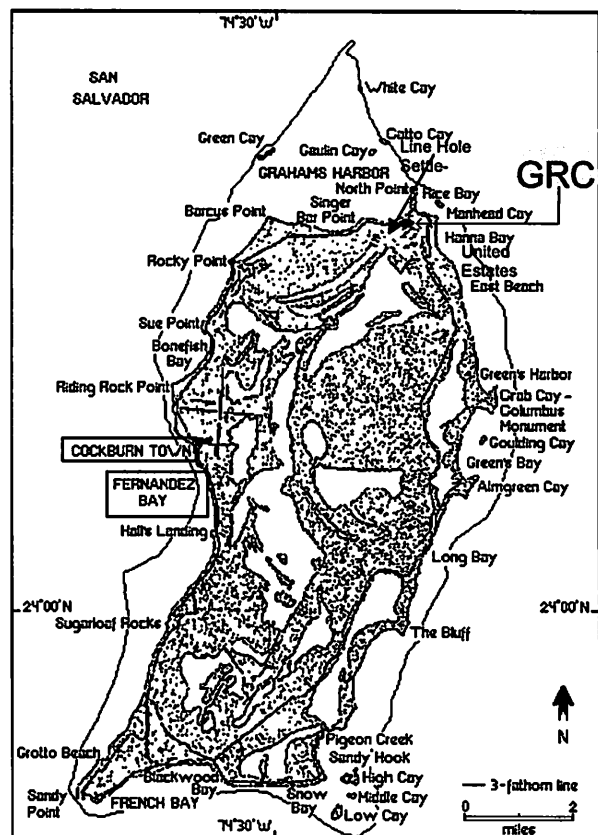 74°30' W
SAN
SALVADOR
White Cay
Green Cay
Catto Cay
Gaulin Cay
Line Hole
Settle-
GRAHAMS HARBOR
North Point
Rice Bay
GRC
Singer
Bar Point
Barcus Point
Manhead Cay
Hanna Bay
United
Estates
Rocky Point
East Beach
Sue Point
Bonefish
Bay
Riding Rock Point
Green's Harbor
Crab Cay -
Columbus
Monument
COCKBURN TOWN
Goulding Cay
FERNANDEZ
BAY
Green's Bay
Almgreen Cay
Hall's Landing
Long Bay
24°00'N
24°00'N
Sugarloaf Rocks
The Bluff
N
Pigeon Creek
Grotto Beach
Sandy Hook
High Cay
Blackwood
Bay
Snow
Bay
Middle Cay
3-fathom line
Sandy
Point
FRENCH BAY
Low Cay
0 2
miles
74°30' W